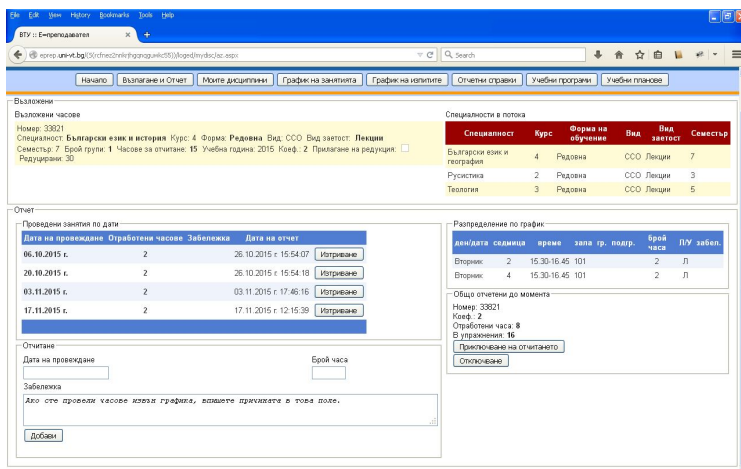 File Edit View History Bookmarks Tools Help
ВТУ :: Е=преподавател
Search
Начало Възлагане и Отчет Моите дисциплини График на занятията График на изпитите Отчетни справки Учебни програми Учебни планове
Възложени
Възложени часове
Номер: 33821
Специалност: Български език и история Курс: 4 Форма: Редовна Вид: ССО Вид заетост: Лекции
Семестър: 7 Брой групи: 1 Часове за отчитане: 15 Учебна година: 2015 Коеф.: 2 Прилагане на редукция:
Редуцирани: 30
Специалности в потока
Специалност Курс Форма на обучение Вид Вид заетост Семестър
Български език и география 4 Редовна ССО Лекции 7
Русистика 2 Редовна ССО Лекции 3
Теология 3 Редовна ССО Лекции 5
Отчет
Проведени занятия по дати
Дата на провеждане Отработени часове Забележка Дата на отчет
06.10.2015 г. 2 26.10.2015 г. 15:54:07 Изтриване
20.10.2015 г. 2 26.10.2015 г. 15:54:18 Изтриване
03.11.2015 г. 2 03.11.2015 г. 17:46:16 Изтриване
17.11.2015 г. 2 17.11.2015 г. 12:15:39 Изтриване
Разпределение по график
ден/дата седмица време зала гр. подгр. брой часа Л/У забел.
Вторник 2 15.30-16.45 101 2 Л
Вторник 4 15.30-16.45 101 2 Л
Общо отчетени до момента
Номер: 33821
Коеф.: 2
Отработени часа: 8
В упражнения: 16
Приключване на отчитането
Отключване
Отчитане
Дата на провеждане Брой часа
Забележка
Ако сте провели часове извън графика, впишете причината в това поле.
Добави